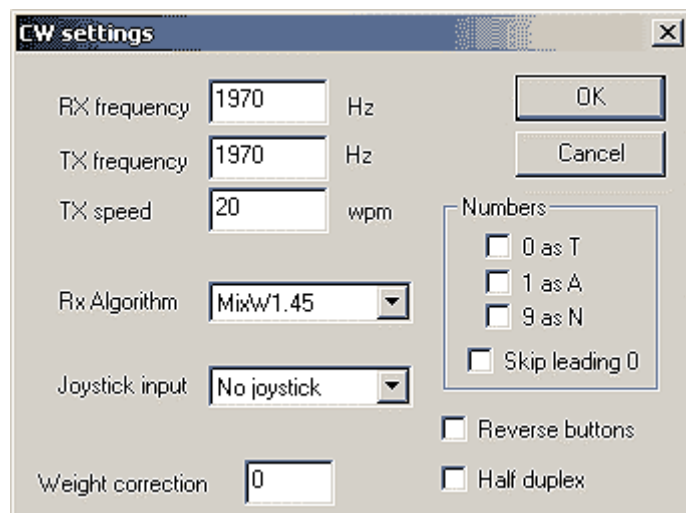 CW settings
RX frequency 1970 Hz
OK
TX frequency 1970 Hz
Cancel
TX speed 20 wpm
Numbers
0 as T
1 as A
9 as N
Skip leading 0
Rx Algorithm MixW1.45
Joystick input No joystick
Reverse buttons
Weight correction 0
Half duplex